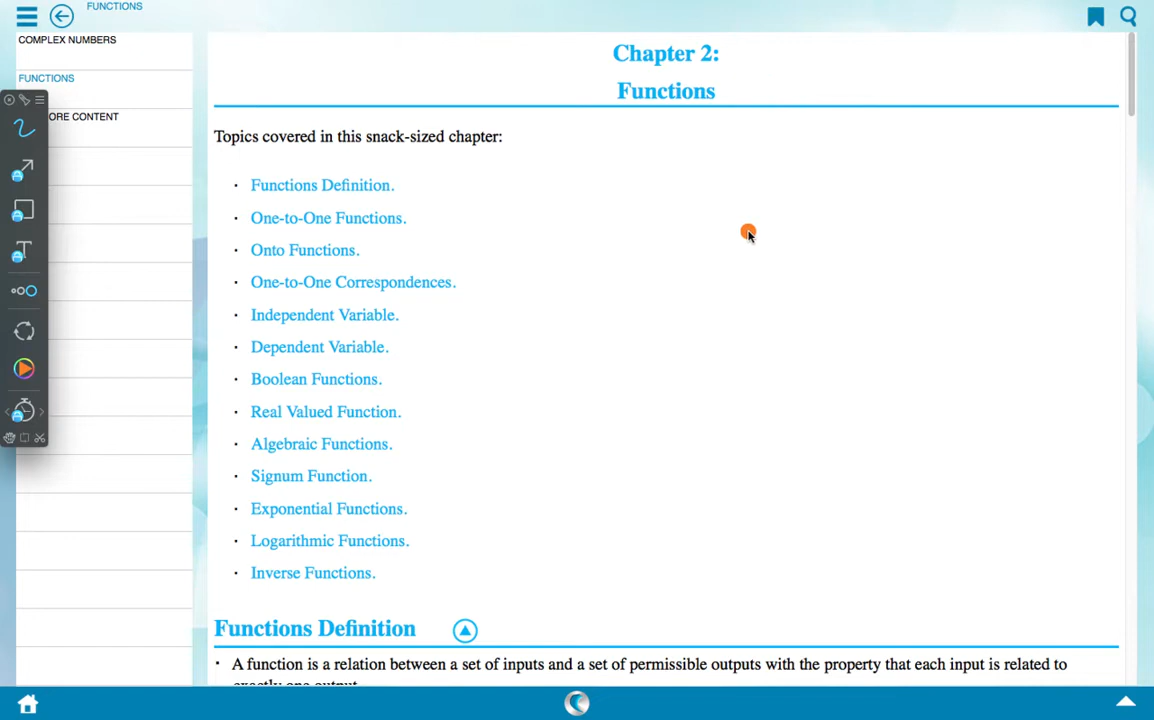 FUNCTIONS
COMPLEX NUMBERS
FUNCTIONS
ORE CONTENT
Chapter 2:
Functions
Topics covered in this snack-sized chapter:
· Functions Definition.
· One-to-One Functions.
· Onto Functions.
· One-to-One Correspondences.
· Independent Variable.
· Dependent Variable.
· Boolean Functions.
· Real Valued Function.
· Algebraic Functions.
· Signum Function.
· Exponential Functions.
· Logarithmic Functions.
· Inverse Functions.
Functions Definition
· A function is a relation between a set of inputs and a set of permissible outputs with the property that each input is related to
exactly one output